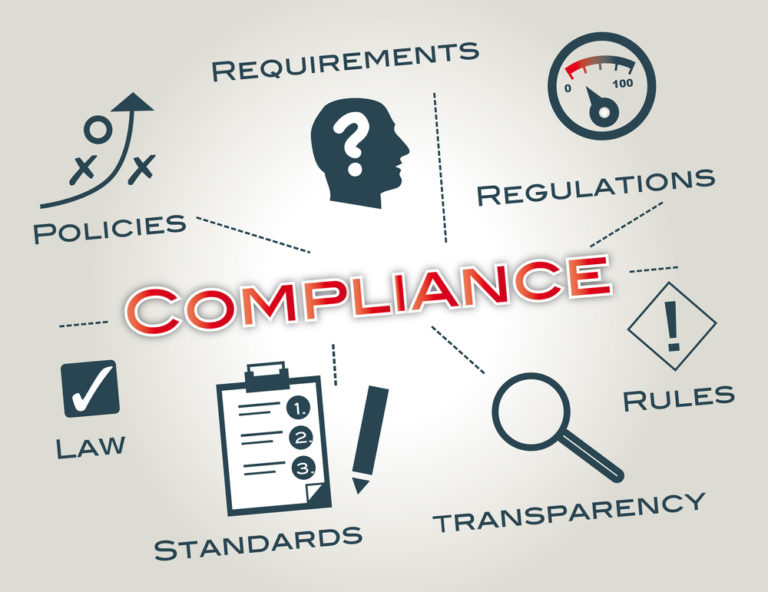 REQUIREMENTS
0 100
POLICIES
REGULATIONS
?
COMPLIANCE
!
LAW
1.
2.
3.
RULES
STANDARDS
TRANSPARENCY